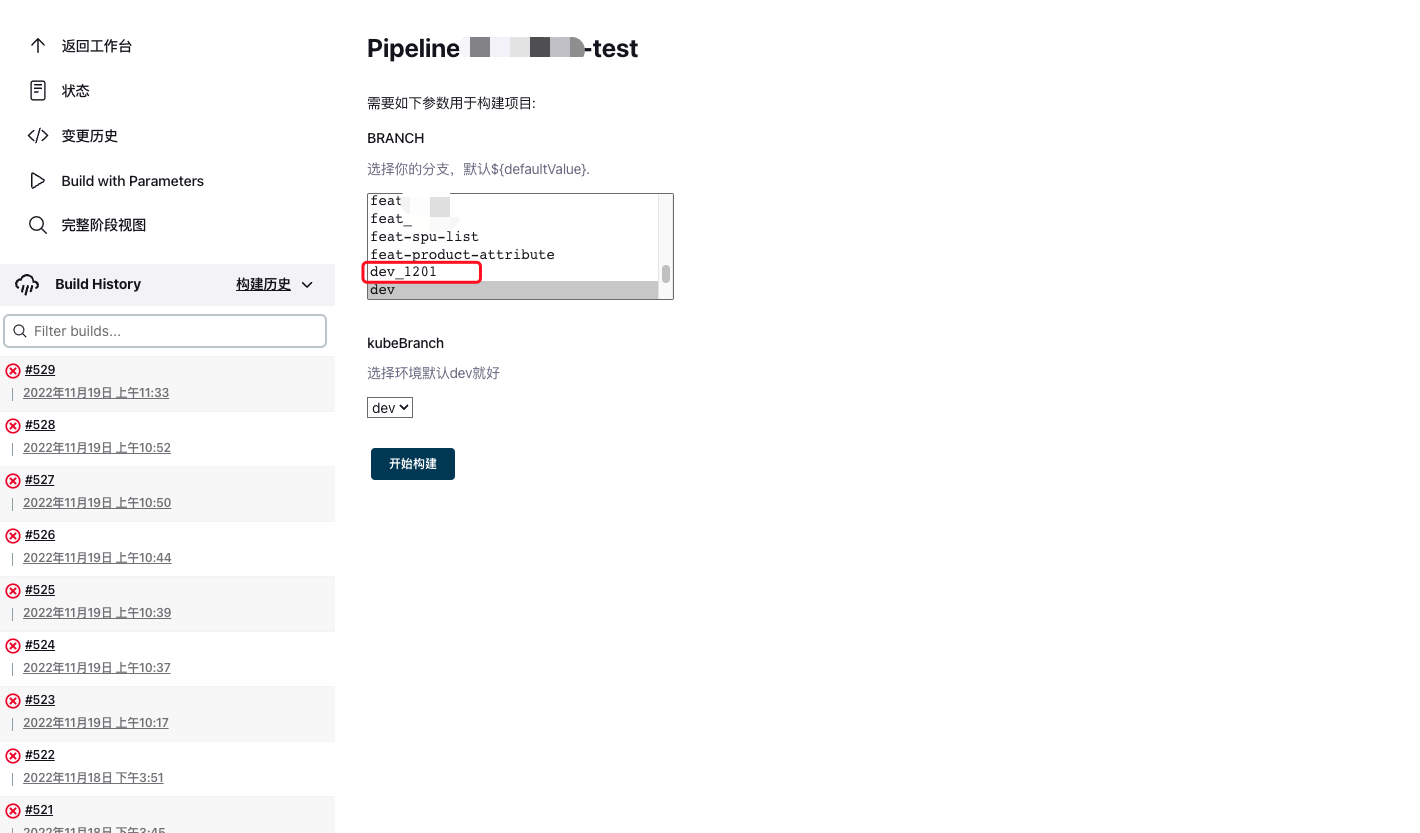 返回工作台
状态
变更历史
Build with Parameters
完整阶段视图
Build History
构建历史
Filter builds...
#529
2022年11月19日 上午11:33
#528
2022年11月19日 上午10:52
#527
2022年11月19日 上午10:50
#526
2022年11月19日 上午10:44
#525
2022年11月19日 上午10:39
#524
2022年11月19日 上午10:37
#523
2022年11月19日 上午10:17
#522
2022年11月18日 下午3:51
#521
2022年11月18日 下午3:45
Pipeline -test
需要如下参数用于构建项目:
BRANCH
选择你的分支，默认${defaultValue}.
feat
feat_
feat-spu-list
feat-product-attribute
dev_1201
dev
kubeBranch
选择环境默认dev就好
dev
开始构建